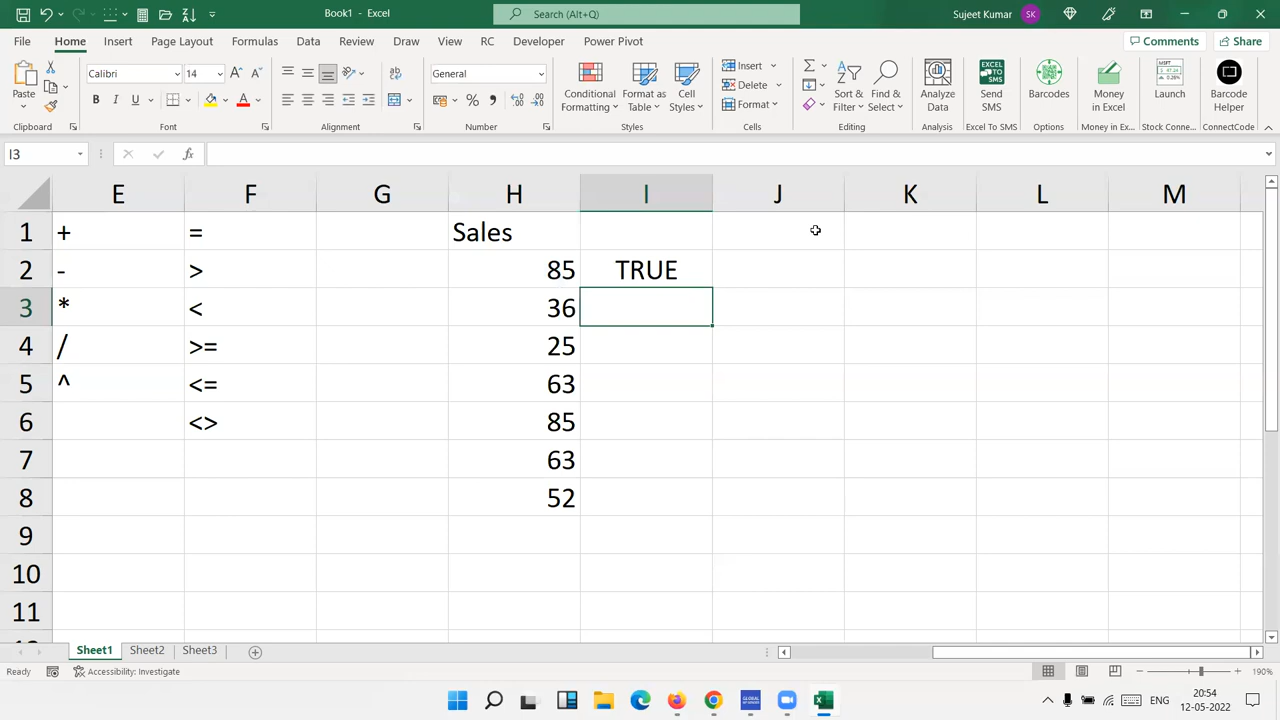 Book1 - Excel
Search (Alt+Q)
Sujeet Kumar
SK
File Home Insert Page Layout Formulas Data Review View Draw RC Developer Power Pivot
Comments
Share
Paste
Clipboard
Calibri
14
A A
B I U
A
Font
ab
Alignment
General
% 9
.00
Number
Conditional Formatting
Format as Table
Cell Styles
Styles
Insert
Delete
Format
Cells
Sort & Filter
Find & Select
Editing
Analyze Data
Analysis
Send SMS
Excel To SMS
Barcodes
Options
Money in Excel
Money in Ex...
Launch
Stock Conne...
Barcode Helper
ConnectCode
I3
fx
E F G H I J K L M
1 + = Sales
2 - > 85 TRUE
3 * < 36
4 / >= 25
5 ^ <= 63
6 <> 85
7 63
8 52
9
10
11
Sheet1 Sheet2 Sheet3
Ready
Accessibility: Investigate
190%
ENG
20:54
12-05-2022